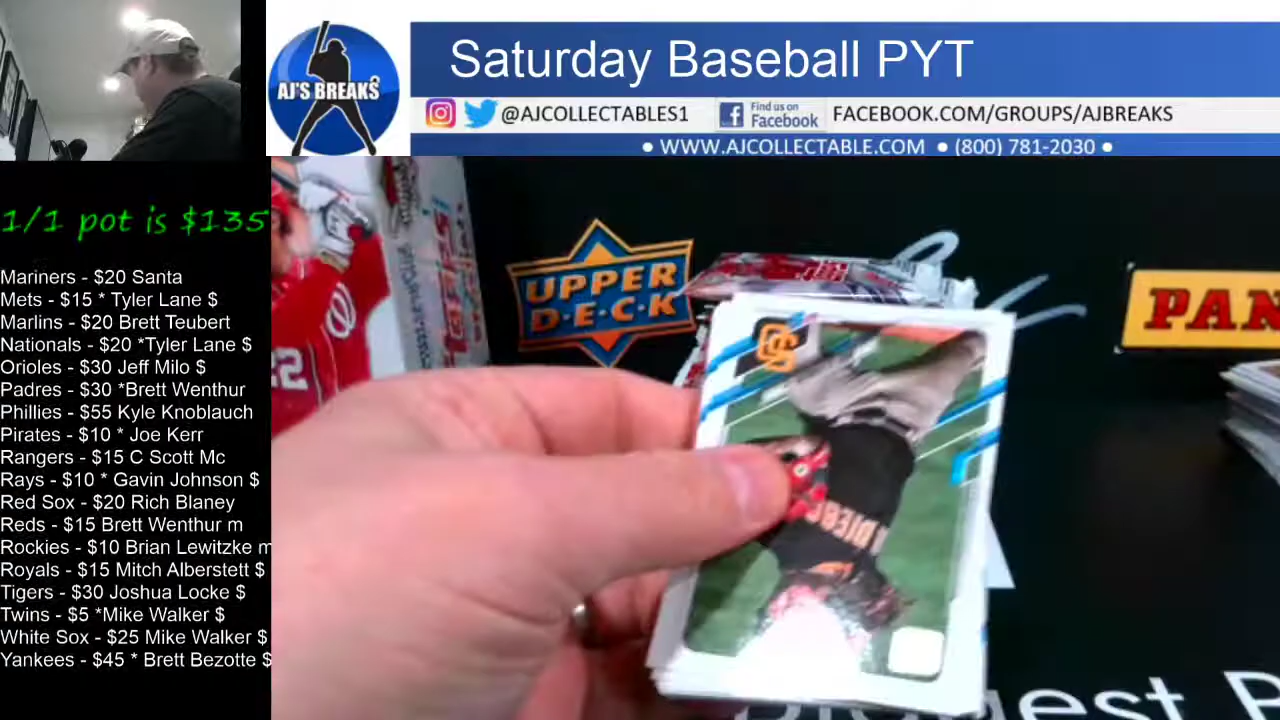 Saturday Baseball PYT
AJ'S BREAKS
@AJCOLLECTABLES1
Find us on
Facebook
FACEBOOK.COM/GROUPS/AJBREAKS
• WWW.AJCOLLECTABLE.COM • (800) 781-2030 •
1/1 pot is $135
Mariners - $20 Santa
Mets - $15 * Tyler Lane $
Marlins - $20 Brett Teubert
Nationals - $20 *Tyler Lane $
Orioles - $30 Jeff Milo $
Padres - $30 *Brett Wenthur
Phillies - $55 Kyle Knoblauch
Pirates - $10 * Joe Kerr
Rangers - $15 C Scott Mc
Rays - $10 * Gavin Johnson $
Red Sox - $20 Rich Blaney
Reds - $15 Brett Wenthur m
Rockies - $10 Brian Lewitzke m
Royals - $15 Mitch Alberstett $
Tigers - $30 Joshua Locke $
Twins - $5 *Mike Walker $
White Sox - $25 Mike Walker $
Yankees - $45 * Brett Bezotte $
22
UPPER
D·E·C·K
PAN
DIEG